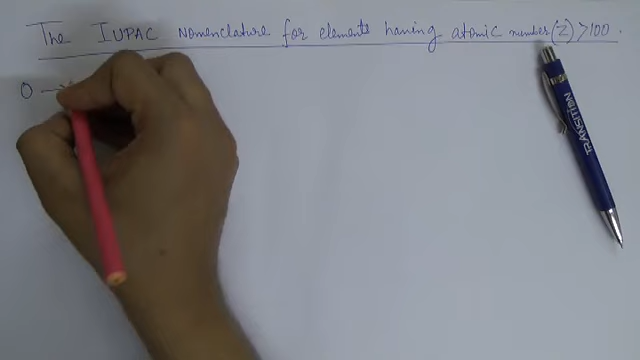 The IUPAC Nomenclature for elements having atomic number (Z) > 100.
0 →
TRANSITION